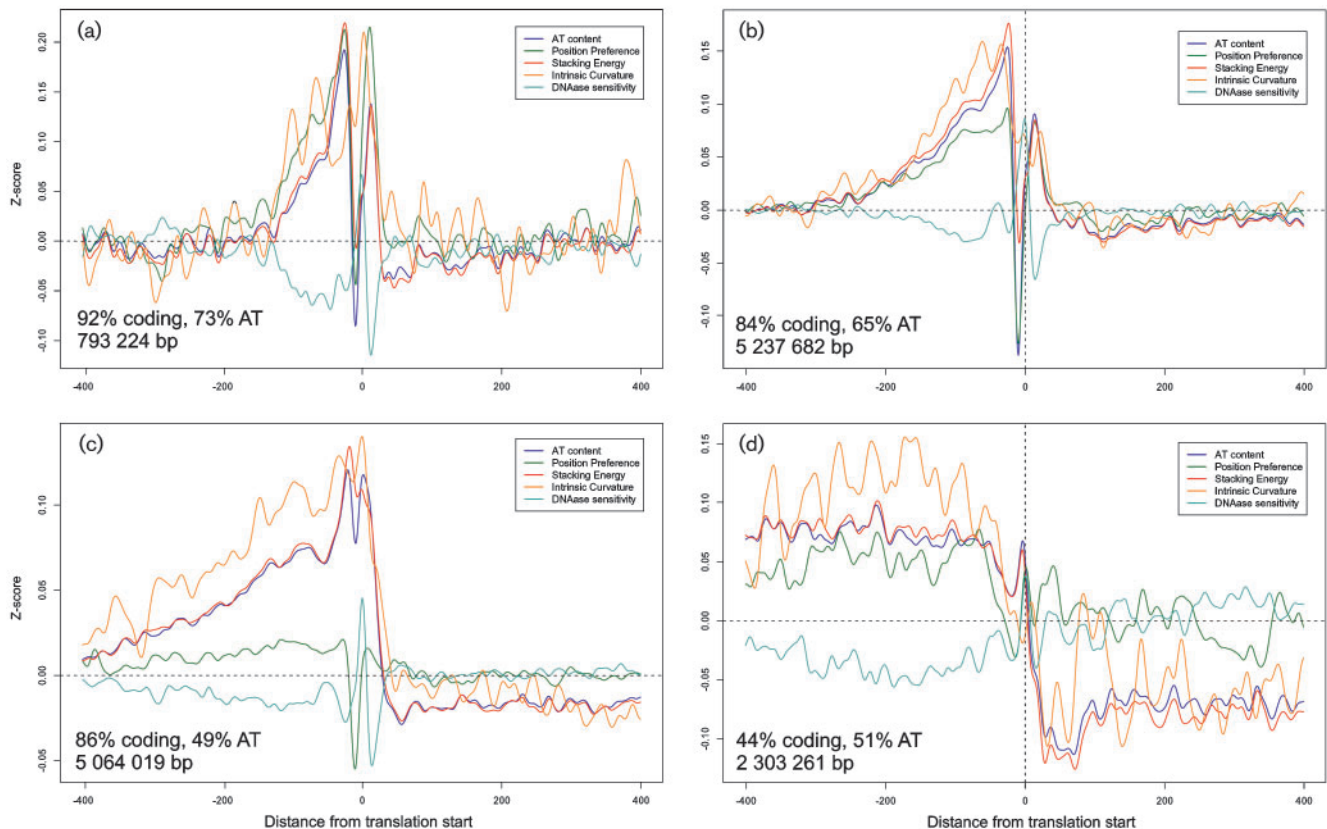 (a)
AT content
Position Preference
Stacking Energy
Intrinsic Curvature
DNAase sensitivity
Z-score
0.20
0.15
0.10
0.05
0.00
-0.05
-0.10
92% coding, 73% AT
793 224 bp
-400
-200
0
200
400
(b)
AT content
Position Preference
Stacking Energy
Intrinsic Curvature
DNAase sensitivity
0.15
0.10
0.05
0.00
-0.05
-0.10
84% coding, 65% AT
5 237 682 bp
-400
-200
0
200
400
(c)
AT content
Position Preference
Stacking Energy
Intrinsic Curvature
DNAase sensitivity
Z-score
0.10
0.05
0.00
-0.05
86% coding, 49% AT
5 064 019 bp
-400
-200
0
200
400
Distance from translation start
(d)
AT content
Position Preference
Stacking Energy
Intrinsic Curvature
DNAase sensitivity
0.15
0.10
0.05
0.00
-0.05
-0.10
44% coding, 51% AT
2 303 261 bp
-400
-200
0
200
400
Distance from translation start